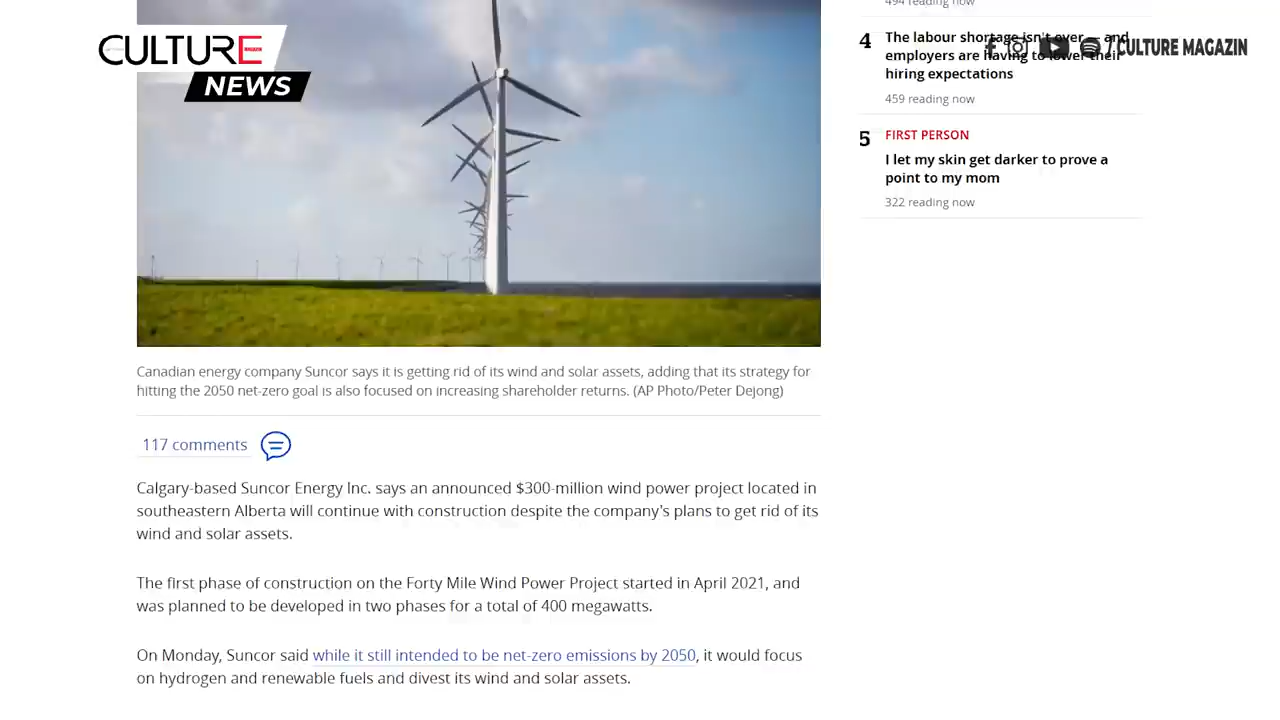 CULTURE
NEWS
/ CULTURE MAGAZIN
494 reading now
4
The labour shortage isn't over — and
employers are having to lower their
hiring expectations
459 reading now
5
FIRST PERSON
I let my skin get darker to prove a
point to my mom
322 reading now
Canadian energy company Suncor says it is getting rid of its wind and solar assets, adding that its strategy for
hitting the 2050 net-zero goal is also focused on increasing shareholder returns. (AP Photo/Peter Dejong)
117 comments
Calgary-based Suncor Energy Inc. says an announced $300-million wind power project located in
southeastern Alberta will continue with construction despite the company's plans to get rid of its
wind and solar assets.
The first phase of construction on the Forty Mile Wind Power Project started in April 2021, and
was planned to be developed in two phases for a total of 400 megawatts.
On Monday, Suncor said while it still intended to be net-zero emissions by 2050, it would focus
on hydrogen and renewable fuels and divest its wind and solar assets.